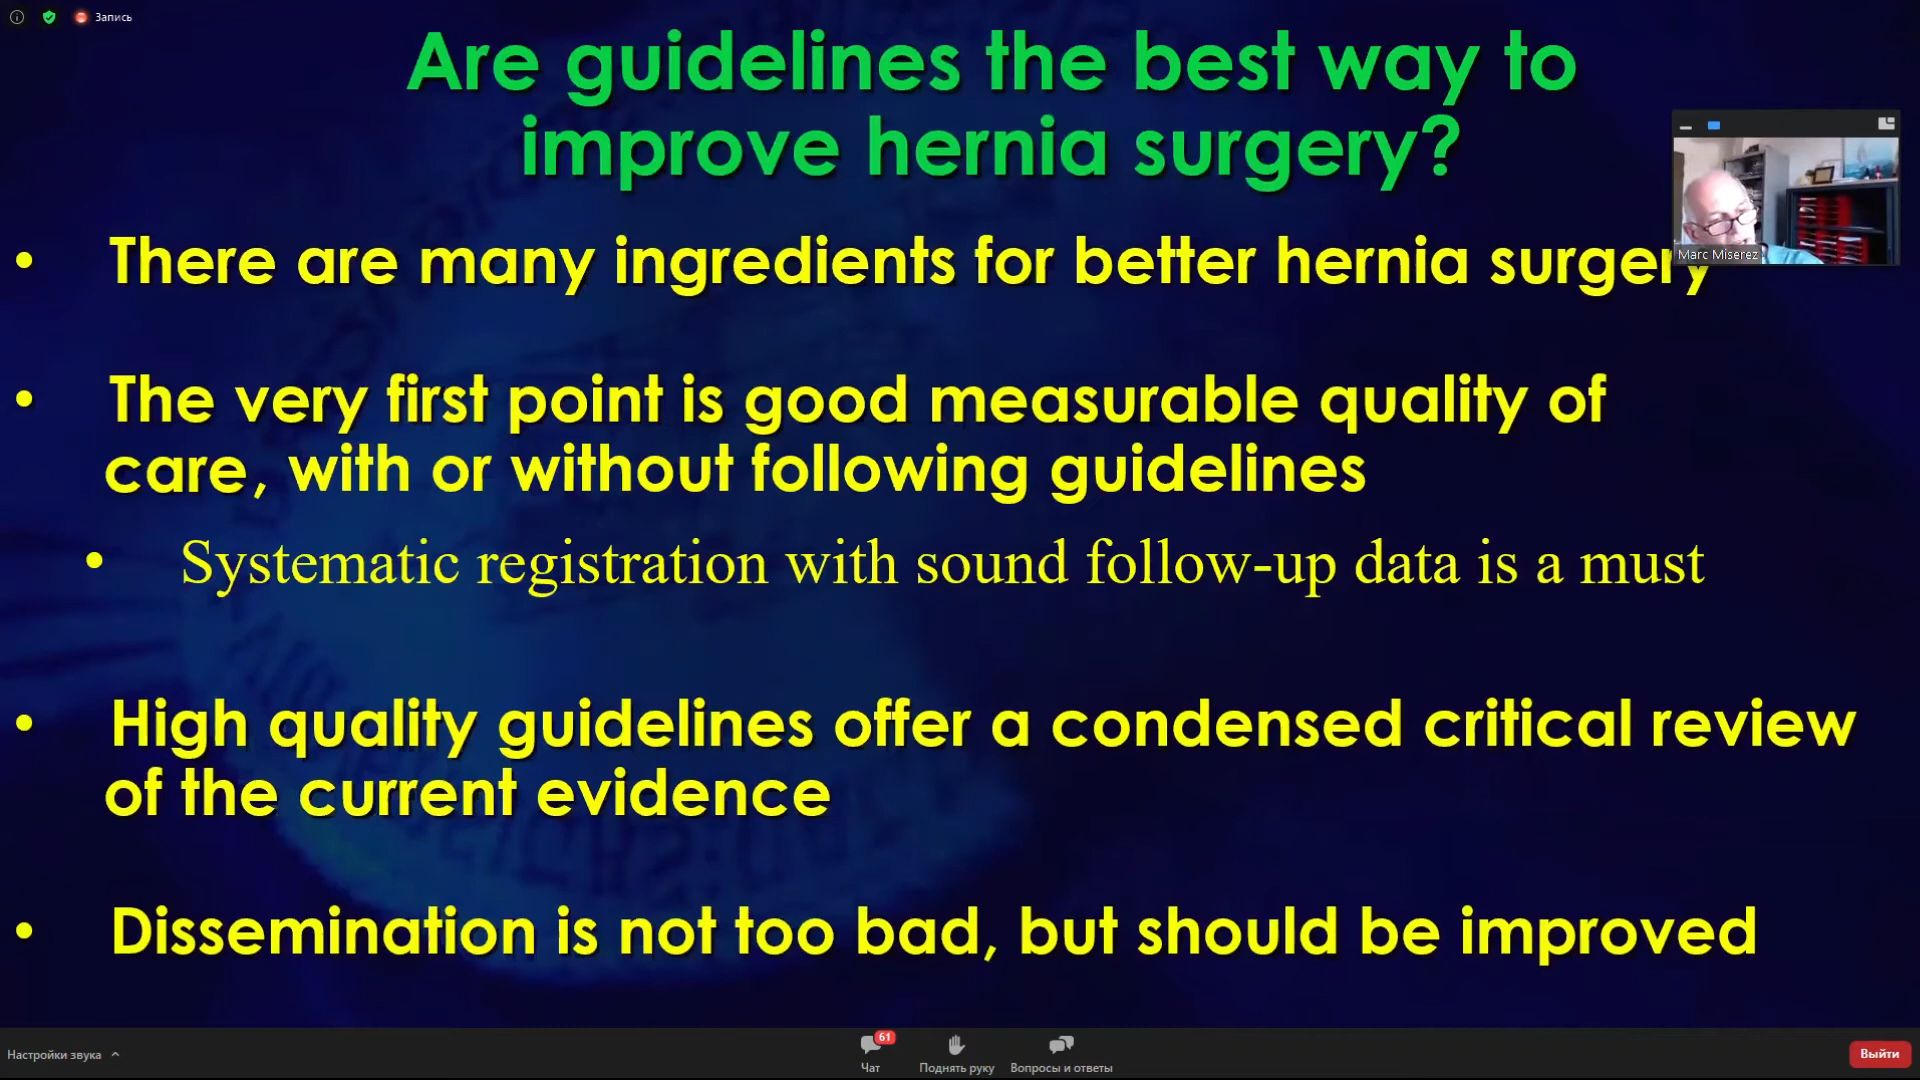 Запись
Are guidelines the best way to
improve hernia surgery?
Marc Miserez
• There are many ingredients for better hernia surgery
• The very first point is good measurable quality of
care, with or without following guidelines
• Systematic registration with sound follow-up data is a must
• High quality guidelines offer a condensed critical review
of the current evidence
• Dissemination is not too bad, but should be improved
Настройки звука
61
Чат
Поднять руку
Вопросы и ответы
Выйти